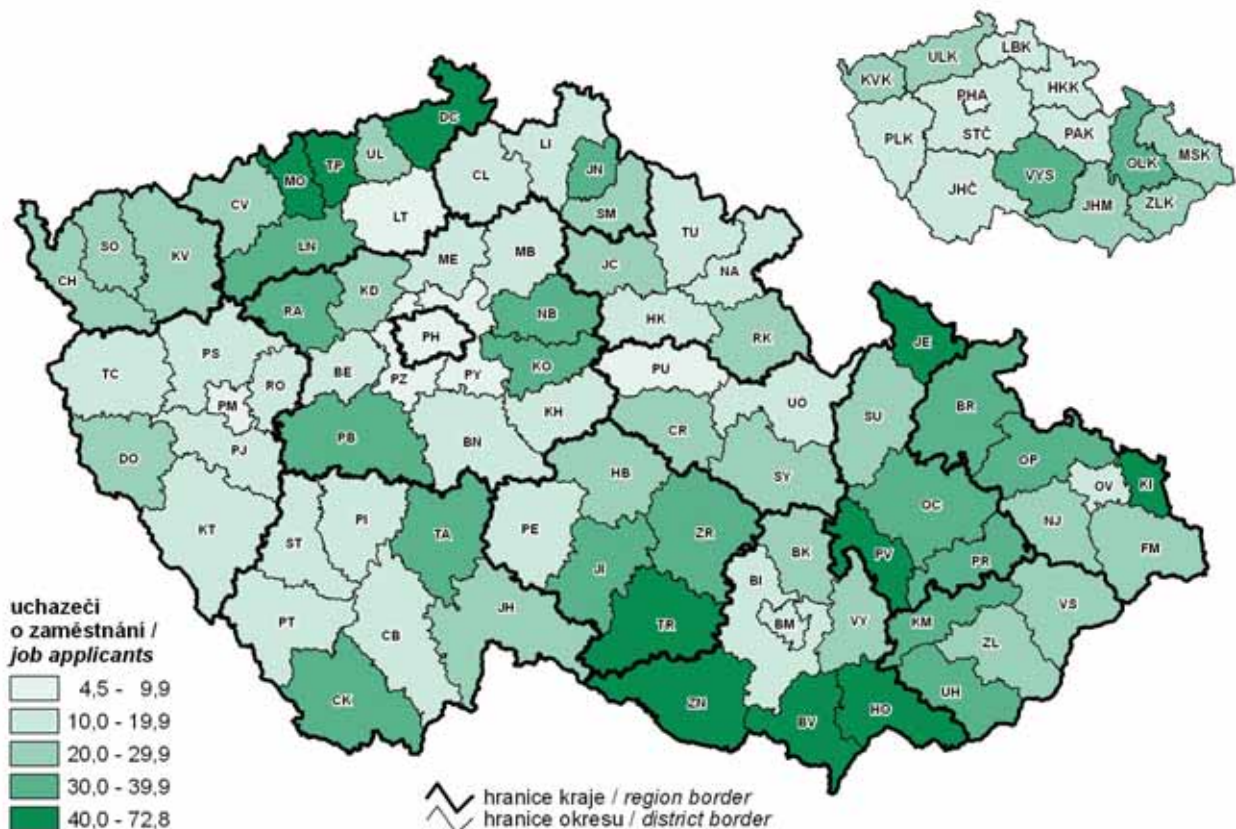 LBK
ULK
KVK
HKK
PHA
STČ
PAK
PLK
OLK
MSK
VYS
JHČ
JHM
ZLK
DC
LI
TP
UL
MO
JN
CL
CV
LT
SM
TU
SO
KV
LN
ME
MB
JC
NA
CH
KD
RA
NB
HK
PH
RK
JE
PS
TC
RO
BE
PZ
PY
KO
PU
UO
BR
PM
KH
SU
CR
DO
PJ
PB
BN
OP
HB
SY
OV
KI
OC
NJ
KT
ST
PI
TA
PE
ZR
FM
BK
PV
PR
JI
BI
VS
JH
TR
BM
VY
KM
PT
CB
ZL
UH
CK
ZN
BV
HO
uchazeči
o zaměstnání /
job applicants
4,5 - 9,9
10,0 - 19,9
20,0 - 29,9
30,0 - 39,9
40,0 - 72,8
hranice kraje / region border
hranice okresu / district border